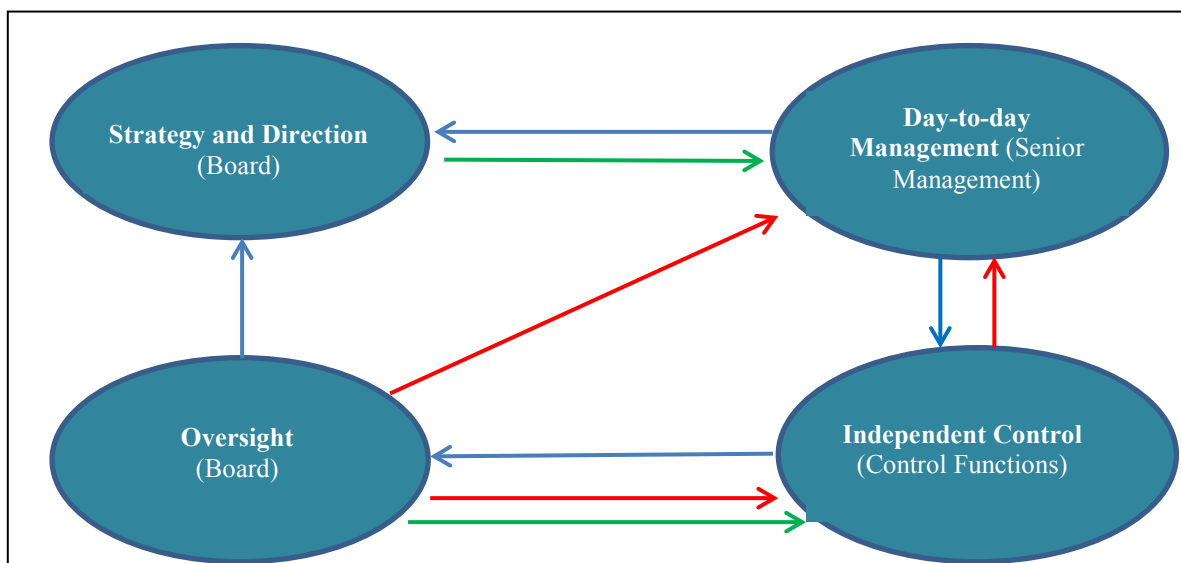 Strategy and Direction
(Board)
Day-to-day
Management (Senior
Management)
Oversight
(Board)
Independent Control
(Control Functions)